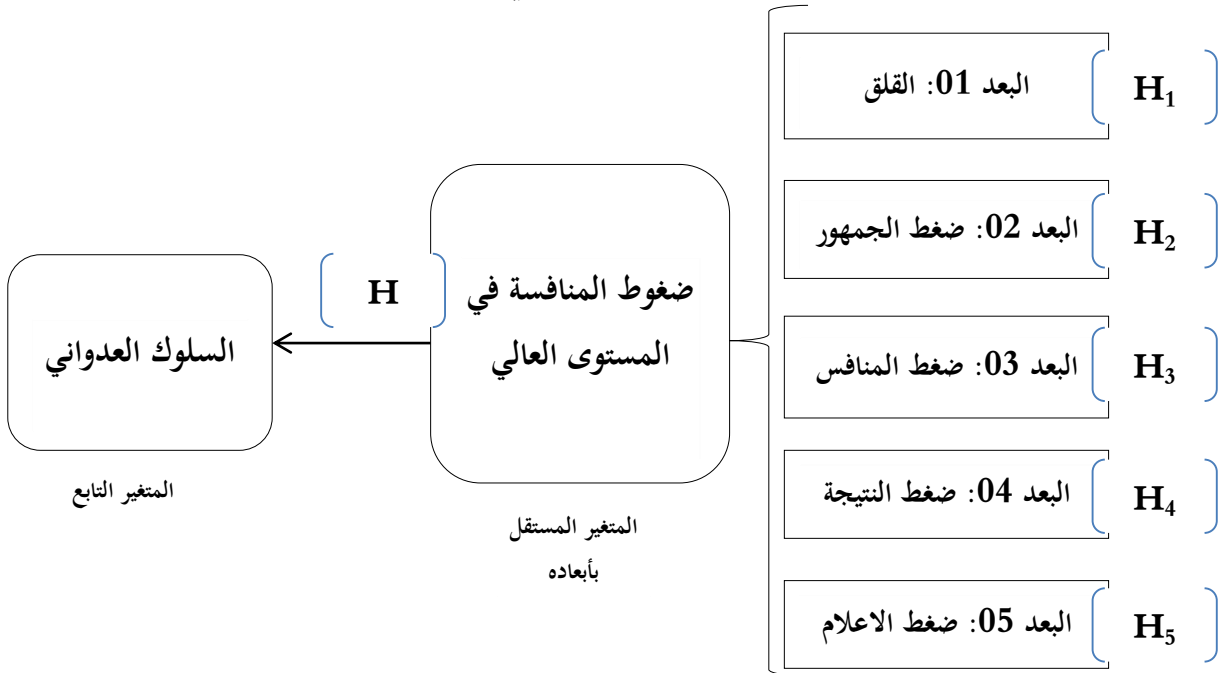 البعد 01: القلق
H₁
البعد 02: ضغط الجمهور
H₂
البعد 03: ضغط المنافس
H₃
البعد 04: ضغط النتيجة
H₄
البعد 05: ضغط الاعلام
H₅
ضغوط المنافسة في
المستوى العالي
المتغير المستقل
بأبعاده
H
السلوك العدواني
المتغير التابع